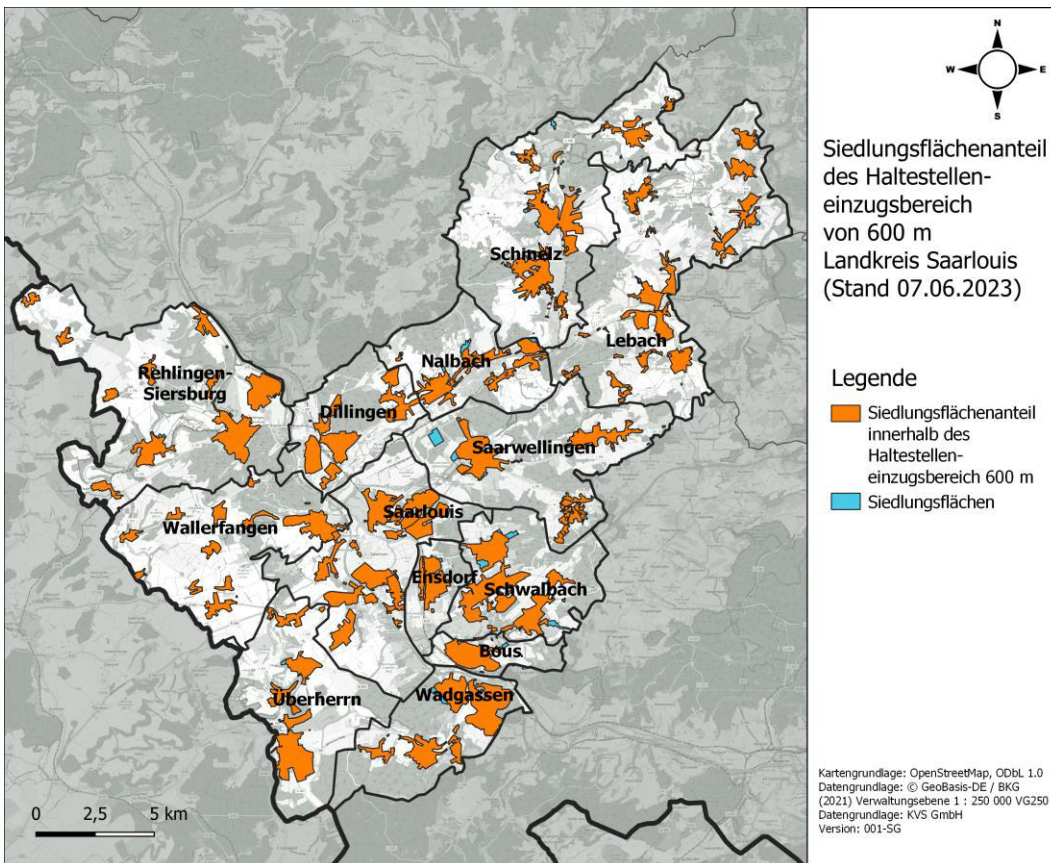 N
W
E
S
Siedlungsflächenanteil
des Haltestellen-
einzugsbereich
von 600 m
Landkreis Saarlouis
(Stand 07.06.2023)
Legende
Siedlungsflächenanteil
innerhalb des
Haltestellen-
einzugsbereich 600 m
Siedlungsflächen
Schmelz
Lebach
Nalbach
Rehlingen-
Siersburg
Dillingen
Saarwellingen
Saarlouis
Wallerfangen
Ensdorf
Schwalbach
Bous
Wadgassen
Überherrn
0 2,5 5 km
Kartengrundlage: OpenStreetMap, ODbL 1.0
Datengrundlage: © GeoBasis-DE / BKG
(2021) Verwaltungsebene 1 : 250 000 VG250
Datengrundlage: KVS GmbH
Version: 001-SG